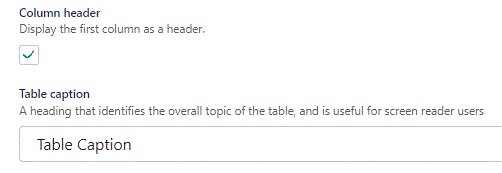 Column header
Display the first column as a header.
Table caption
A heading that identifies the overall topic of the table, and is useful for screen reader users
Table Caption